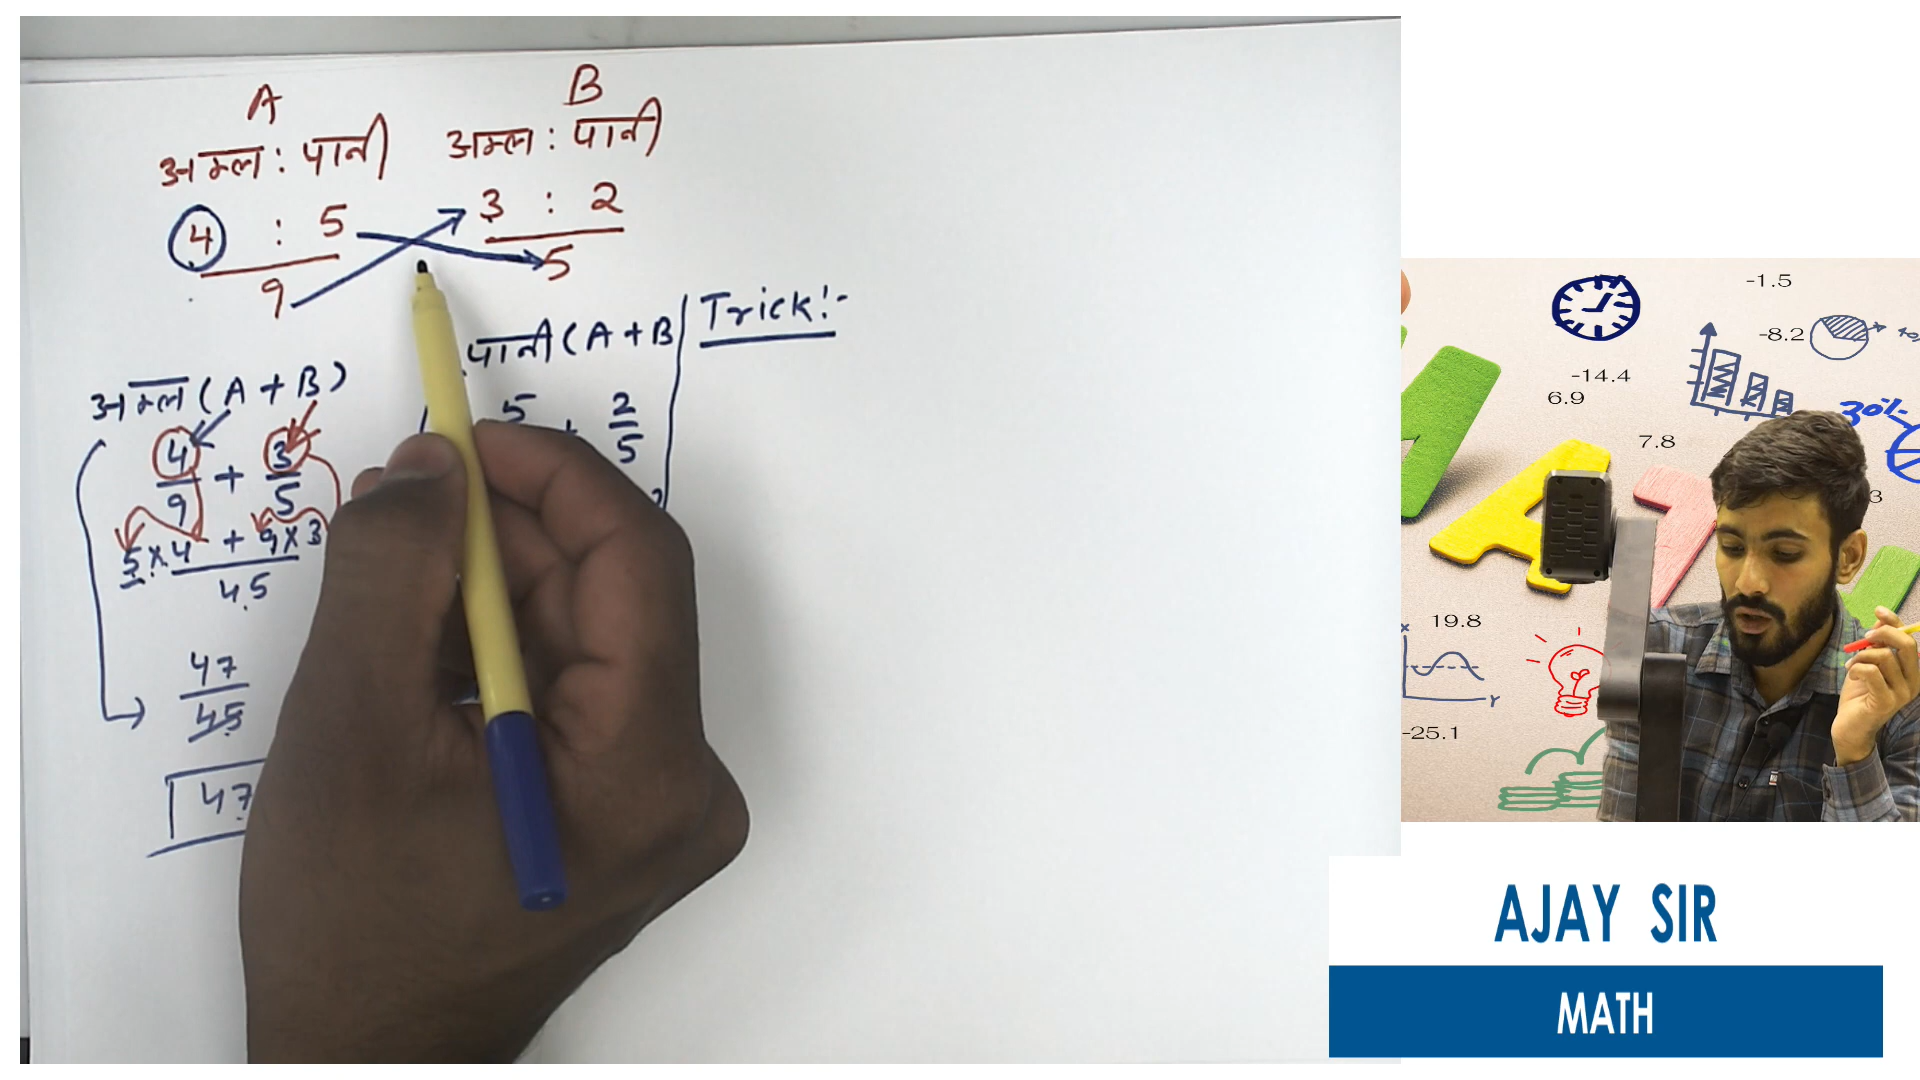 A B
अम्ल : पानी अम्ल : पानी
4 : 5 3 : 2
9 5
अम्ल (A + B) पानी (A + B Trick :-
4/9 + 3/5 5 + 2/5
5 × 4 + 9 × 3
45
47
45
47
-1.5
-8.2
-14.4
6.9
30%
7.8
3
19.8
x
Y
-25.1
AJAY SIR
MATH